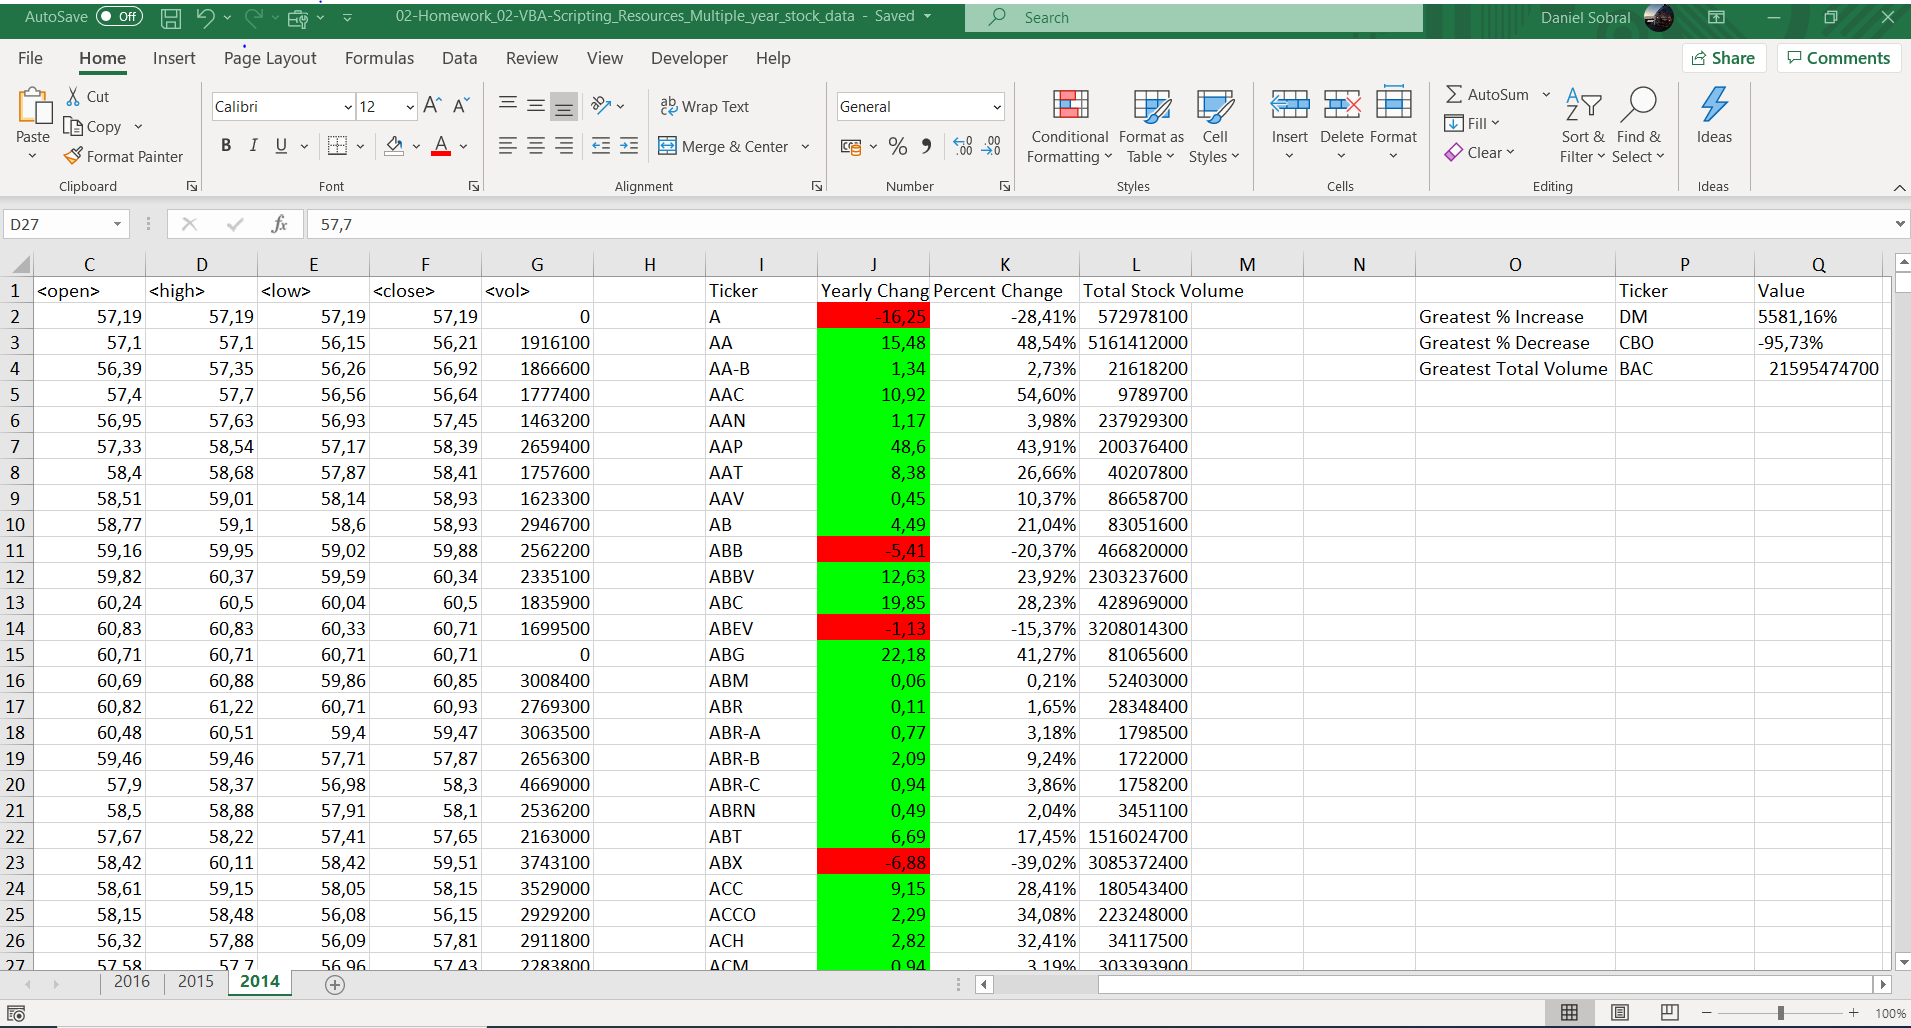 AutoSave Off 02-Homework_02-VBA-Scripting_Resources_Multiple_year_stock_data - Saved Search Daniel Sobral
File Home Insert Page Layout Formulas Data Review View Developer Help Share Comments
Paste Cut Copy Format Painter Clipboard
Calibri 12 B I U A Font
Wrap Text Merge & Center Alignment
General % Number
Conditional Formatting Format as Table Cell Styles Styles
Insert Delete Format Cells
AutoSum Fill Clear Sort & Filter Find & Select Editing
Ideas Ideas
D27 fx 57,7
C D E F G H I J K L M N O P Q
1 <open> <high> <low> <close> <vol> Ticker Yearly Chang Percent Change Total Stock Volume Ticker Value
2 57,19 57,19 57,19 57,19 0 A -16,25 -28,41% 572978100 Greatest % Increase DM 5581,16%
3 57,1 57,1 56,15 56,21 1916100 AA 15,48 48,54% 5161412000 Greatest % Decrease CBO -95,73%
4 56,39 57,35 56,26 56,92 1866600 AA-B 1,34 2,73% 21618200 Greatest Total Volume BAC 21595474700
5 57,4 57,7 56,56 56,64 1777400 AAC 10,92 54,60% 9789700
6 56,95 57,63 56,93 57,45 1463200 AAN 1,17 3,98% 237929300
7 57,33 58,54 57,17 58,39 2659400 AAP 48,6 43,91% 200376400
8 58,4 58,68 57,87 58,41 1757600 AAT 8,38 26,66% 40207800
9 58,51 59,01 58,14 58,93 1623300 AAV 0,45 10,37% 86658700
10 58,77 59,1 58,6 58,93 2946700 AB 4,49 21,04% 83051600
11 59,16 59,95 59,02 59,88 2562200 ABB -5,41 -20,37% 466820000
12 59,82 60,37 59,59 60,34 2335100 ABBV 12,63 23,92% 2303237600
13 60,24 60,5 60,04 60,5 1835900 ABC 19,85 28,23% 428969000
14 60,83 60,83 60,33 60,71 1699500 ABEV -1,13 -15,37% 3208014300
15 60,71 60,71 60,71 60,71 0 ABG 22,18 41,27% 81065600
16 60,69 60,88 59,86 60,85 3008400 ABM 0,06 0,21% 52403000
17 60,82 61,22 60,71 60,93 2769300 ABR 0,11 1,65% 28348400
18 60,48 60,51 59,4 59,47 3063500 ABR-A 0,77 3,18% 1798500
19 59,46 59,46 57,71 57,87 2656300 ABR-B 2,09 9,24% 1722000
20 57,9 58,37 56,98 58,3 4669000 ABR-C 0,94 3,86% 1758200
21 58,5 58,88 57,91 58,1 2536200 ABRN 0,49 2,04% 3451100
22 57,67 58,22 57,41 57,65 2163000 ABT 6,69 17,45% 1516024700
23 58,42 60,11 58,42 59,51 3743100 ABX -6,88 -39,02% 3085372400
24 58,61 59,15 58,05 58,15 3529000 ACC 9,15 28,41% 180543400
25 58,15 58,48 56,08 56,15 2929200 ACCO 2,29 34,08% 223248000
26 56,32 57,88 56,09 57,81 2911800 ACH 2,82 32,41% 34117500
27 57,58 57,7 56,96 57,43 2283800 ACM 0,94 3,19% 303393900
2016 2015 2014
100%